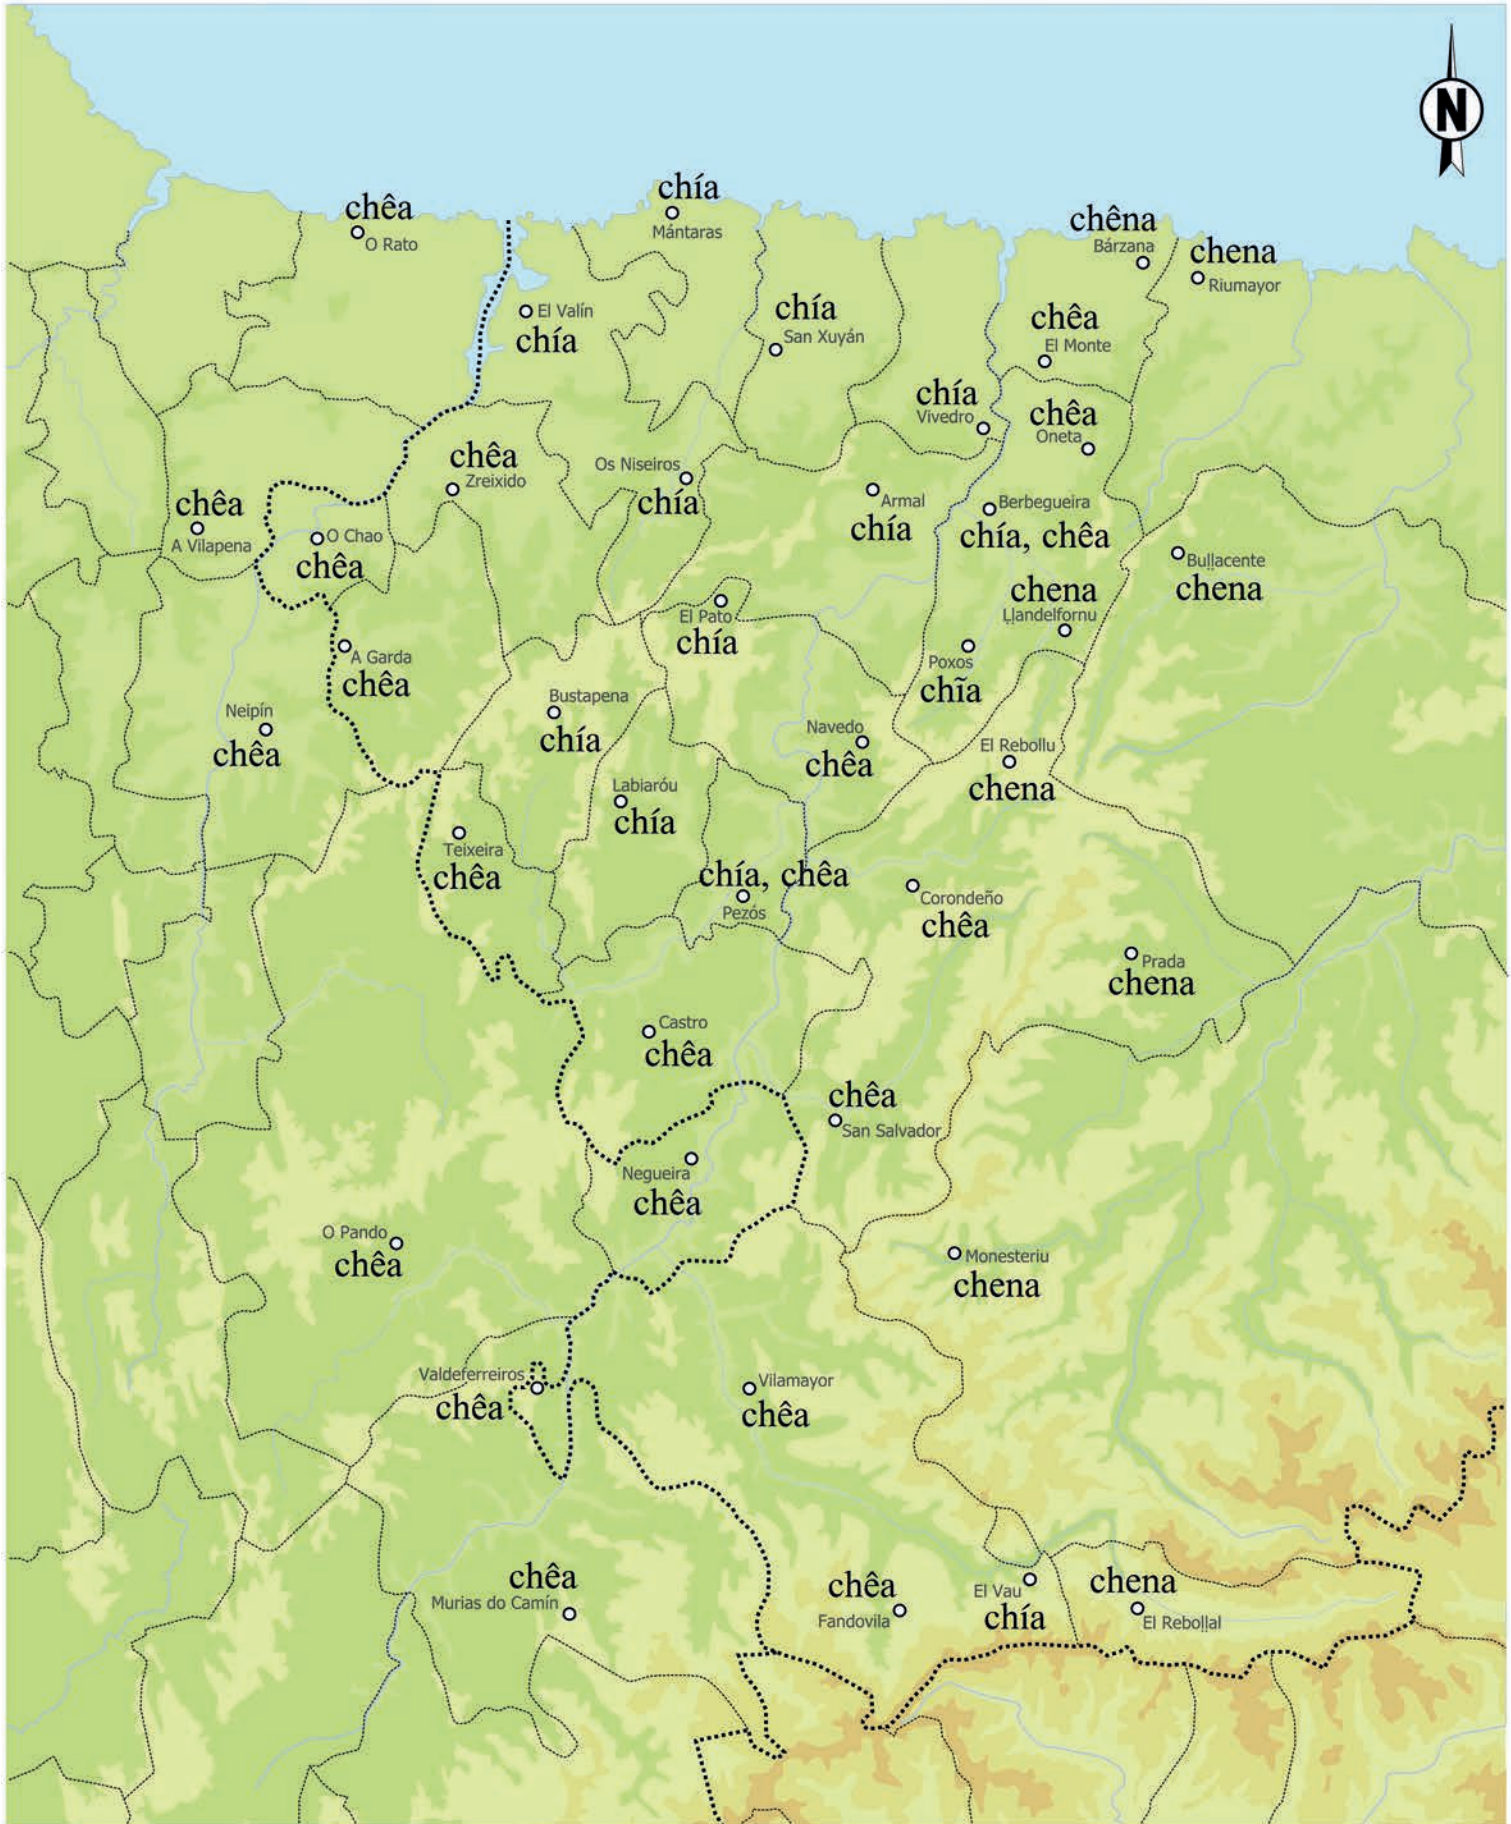 N
chía
Mántaras
chêa
O Rato
chêna
Bárzana
chena
Riumayor
El Valín
chía
chía
San Xuyán
chêa
El Monte
chía
Vivedro
chêa
Oneta
chêa
Zreixido
Os Niseiros
chía
chêa
A Vilapena
O Chao
chêa
Armal
chía
Berbegueira
chía, chêa
Buḷḷacente
chena
chena
Ḷḷandelfornu
El Pato
chía
A Garda
chêa
Poxos
chĩa
Neipín
chêa
Bustapena
chía
Navedo
chêa
El Rebollu
chena
Labiaróu
chía
Teixeira
chêa
chía, chêa
Pezós
Corondeño
chêa
Prada
chena
Castro
chêa
chêa
San Salvador
Negueira
chêa
O Pando
chêa
Monesteriu
chena
Valdeferreiros
chêa
Vilamayor
chêa
chêa
Murias do Camín
chêa
Fandovila
El Vau
chía
chena
El Reboḷḷal